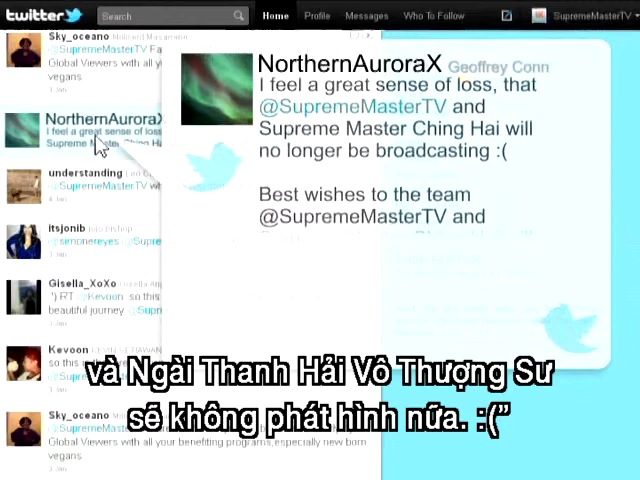 twitter Search Home Profile Messages Who To Follow SupremeMasterTV
Sky_oceano
@SupremeMasterTV
Global Viewers with all
vegans
NorthernAuroraX
I feel a great sense of loss
Supreme Master Ching Hai
understanding
@SupremeMasterTV
itsjonib
@simonereyes
Gisella_XoXo
') RT @Kevoon so this
beautiful journey
Kevoon
so this is
Sky_oceano
@SupremeMasterTV
Global Viewers with all your benefiting programs,especially new born
vegans
NorthernAuroraX Geoffrey Conn
I feel a great sense of loss, that
@SupremeMasterTV and
Supreme Master Ching Hai will
no longer be broadcasting :(
Best wishes to the team
@SupremeMasterTV and
và Ngài Thanh Hải Vô Thượng Sư
sẽ không phát hình nữa. :("